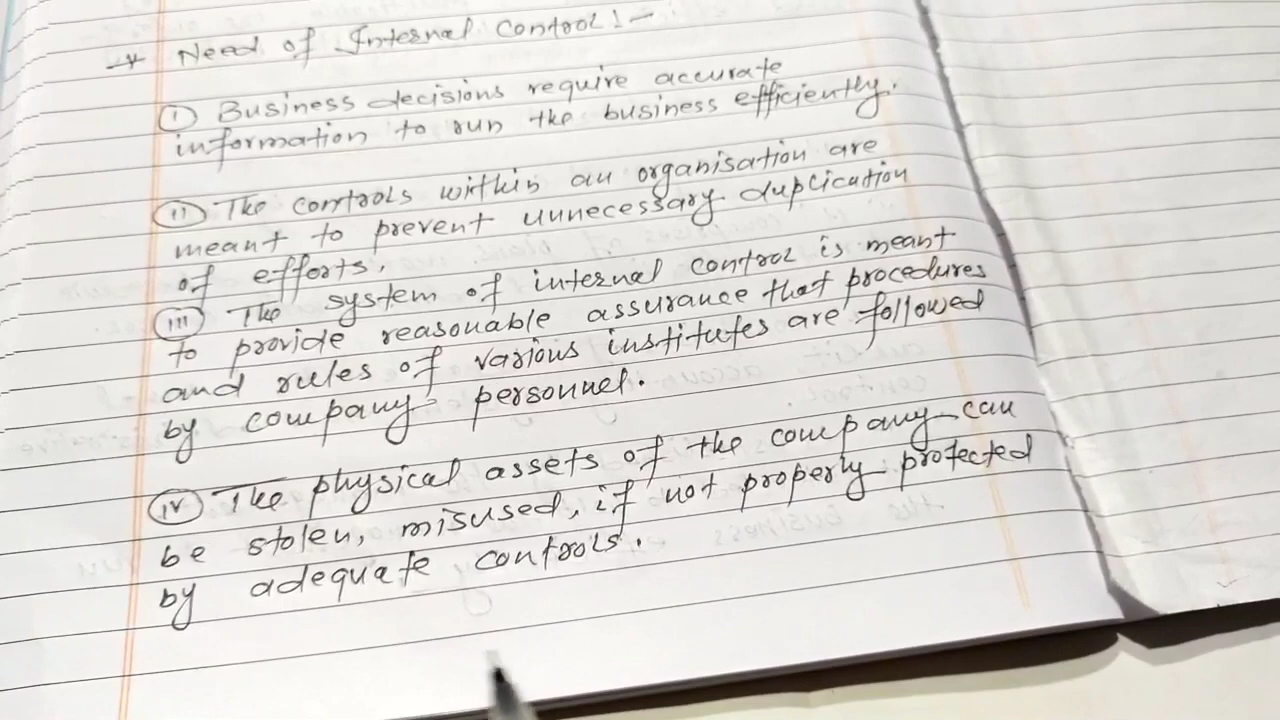 →* Need of Internal Control :-
(i) Business decisions require accurate
information to run the business efficiently.
(ii) The controls within an organisation are
meant to prevent unnecessary duplication
of efforts.
(iii) The system of internal control is meant
to provide reasonable assurance that procedures
and rules of various institutes are followed
by company personnel.
(iv) The physical assets of the company can
be stolen, misused, if not properly protected
by adequate controls.